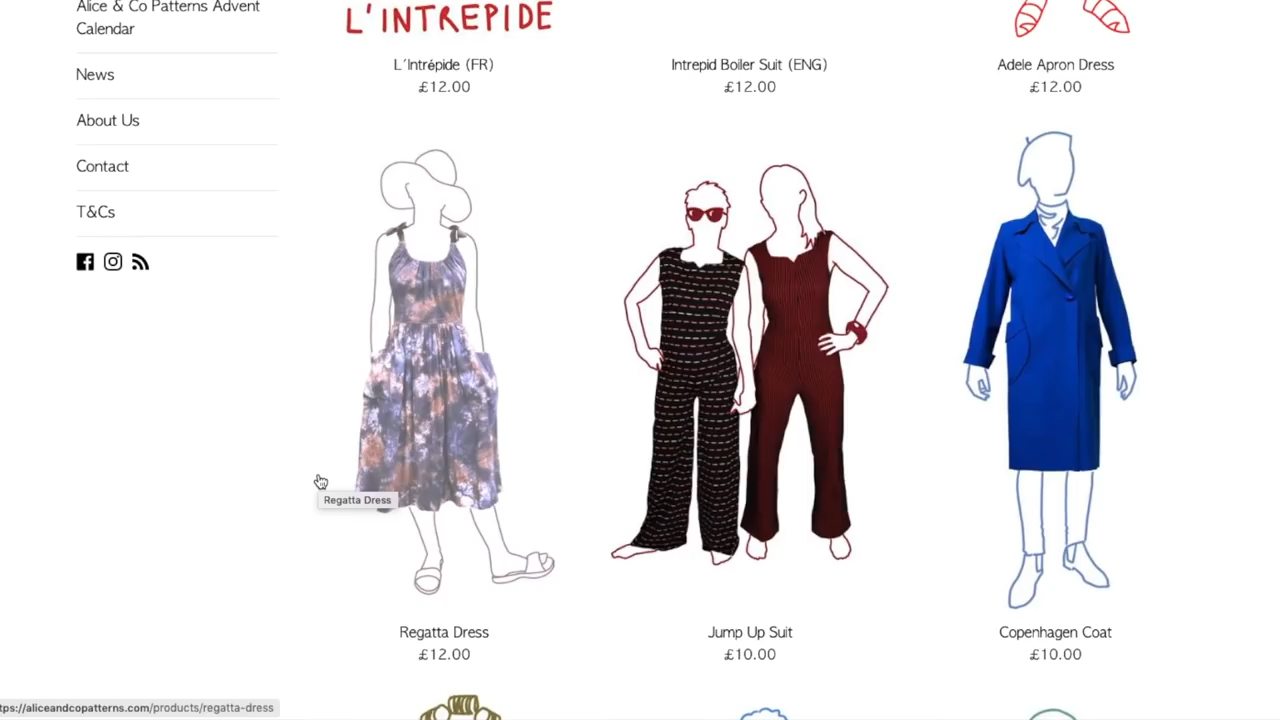 Alice & Co Patterns Advent
Calendar
News
About Us
Contact
T&Cs
L'INTREPIDE
L'Intrépide (FR)
£12.00
Intrepid Boiler Suit (ENG)
£12.00
Adele Apron Dress
£12.00
Regatta Dress
Regatta Dress
£12.00
Jump Up Suit
£10.00
Copenhagen Coat
£10.00
tps://aliceandcopatterns.com/products/regatta-dress